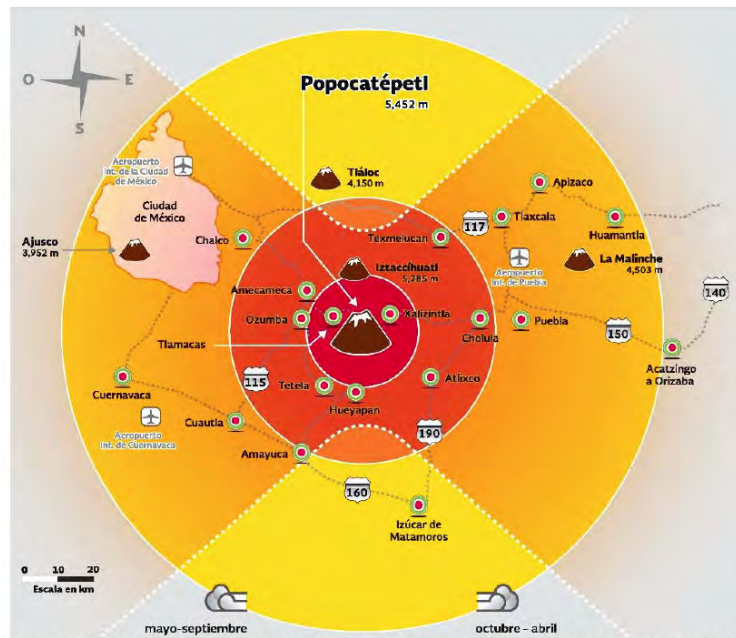 N
O
E
S
Popocatépetl
5,452 m
Aeropuerto
Int. de la Ciudad
de México
Tláloc
4,150 m
Apizaco
Ciudad
de México
Tlaxcala
117
Huamantla
Ajusco
3,952 m
Chalco
Texmelucan
La Malinche
4,503 m
Iztaccíhuatl
5,285 m
Aeropuerto
Int. de Puebla
140
Amecameca
Ozumba
Xalizintla
Cholula
Puebla
150
Tlamacas
Acatzingo
a Orizaba
Cuernavaca
115
Tetela
Atlixco
Hueyapan
Aeropuerto
Int. de Cuernavaca
Cuautla
190
Amayuca
160
Izúcar de
Matamoros
0 10 20
Escala en km
mayo-septiembre
octubre - abril